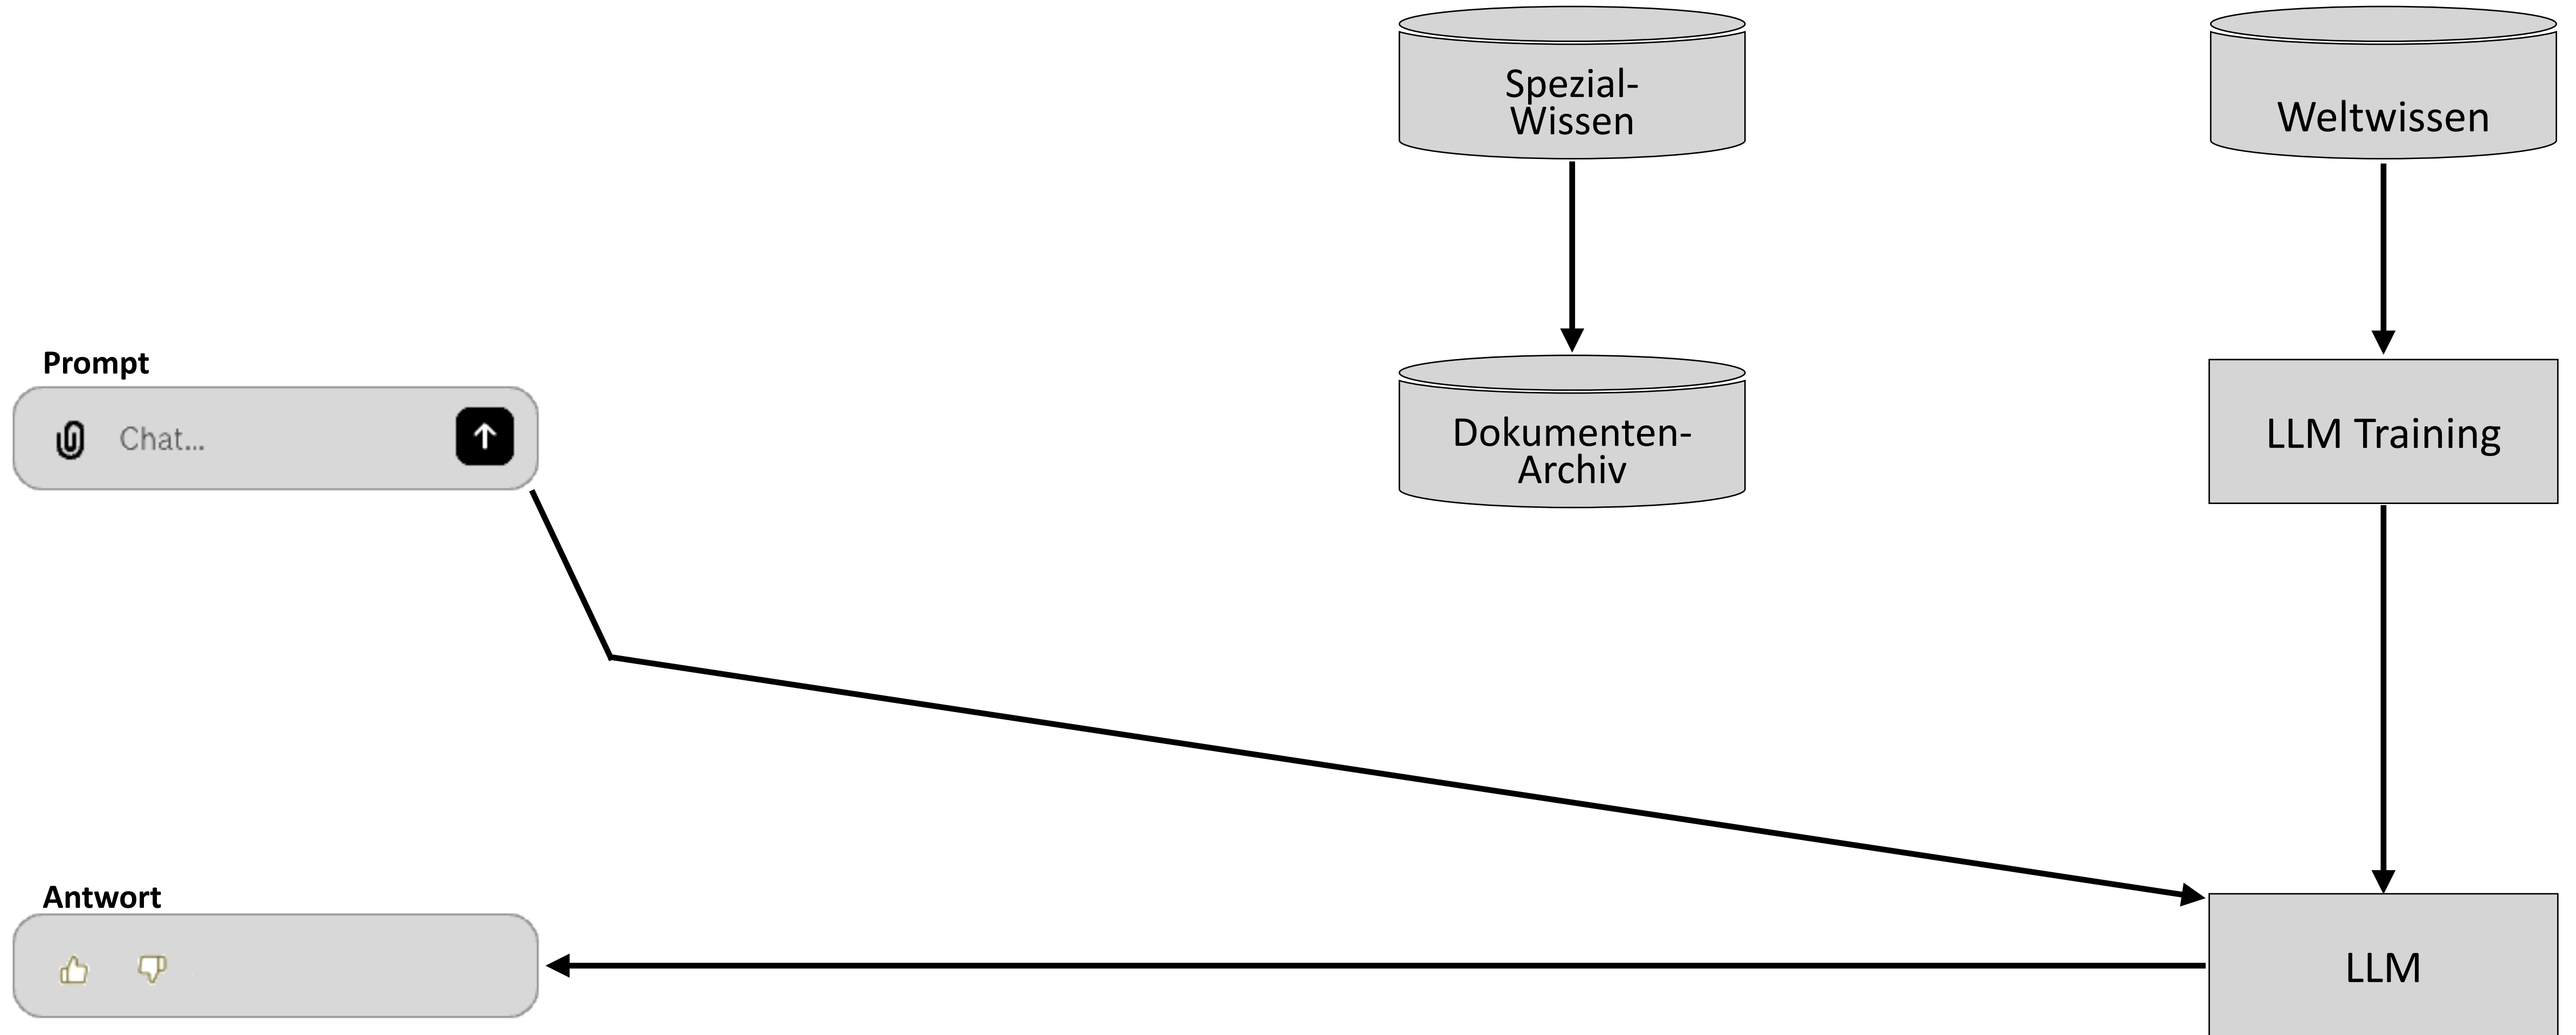 Spezial-
Wissen
Weltwissen
Prompt
Chat...
Dokumenten-
Archiv
LLM Training
Antwort
LLM